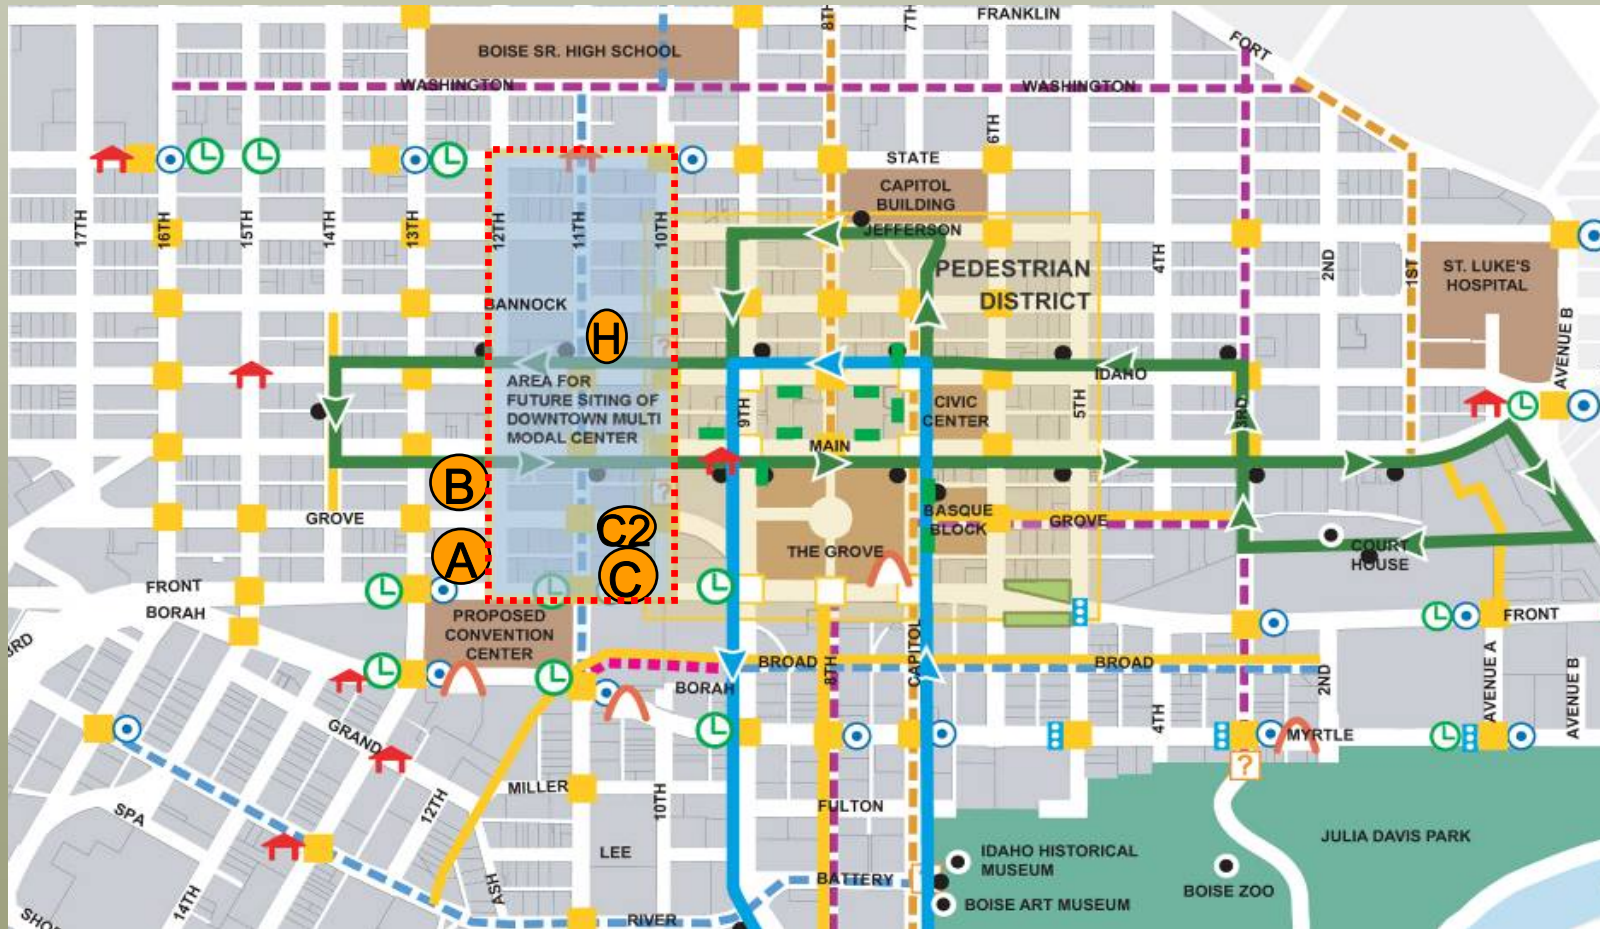 FRANKLIN
8TH
7TH
FORT
BOISE SR. HIGH SCHOOL
WASHINGTON
WASHINGTON
6TH
STATE
CAPITOL
BUILDING
17TH
16TH
15TH
14TH
13TH
12TH
11TH
10TH
JEFFERSON
4TH
2ND
1ST
PEDESTRIAN
DISTRICT
ST. LUKE'S
HOSPITAL
BANNOCK
AVENUE B
H
?
IDAHO
AREA FOR
FUTURE SITING OF
DOWNTOWN MULTI
MODAL CENTER
9TH
CIVIC
CENTER
5TH
3RD
MAIN
B
?
GROVE
C2
BASQUE
BLOCK
GROVE
A
THE GROVE
COURT
HOUSE
C
FRONT
BORAH
FRONT
3RD
PROPOSED
CONVENTION
CENTER
BROAD
8TH
CAPITOL
BROAD
2ND
AVENUE A
AVENUE B
BORAH
4TH
GRAND
MYRTLE
?
MILLER
10TH
12TH
SPA
FULTON
JULIA DAVIS PARK
LEE
IDAHO HISTORICAL
MUSEUM
BATTERY
BOISE ZOO
ASH
14TH
BOISE ART MUSEUM
RIVER
SHO